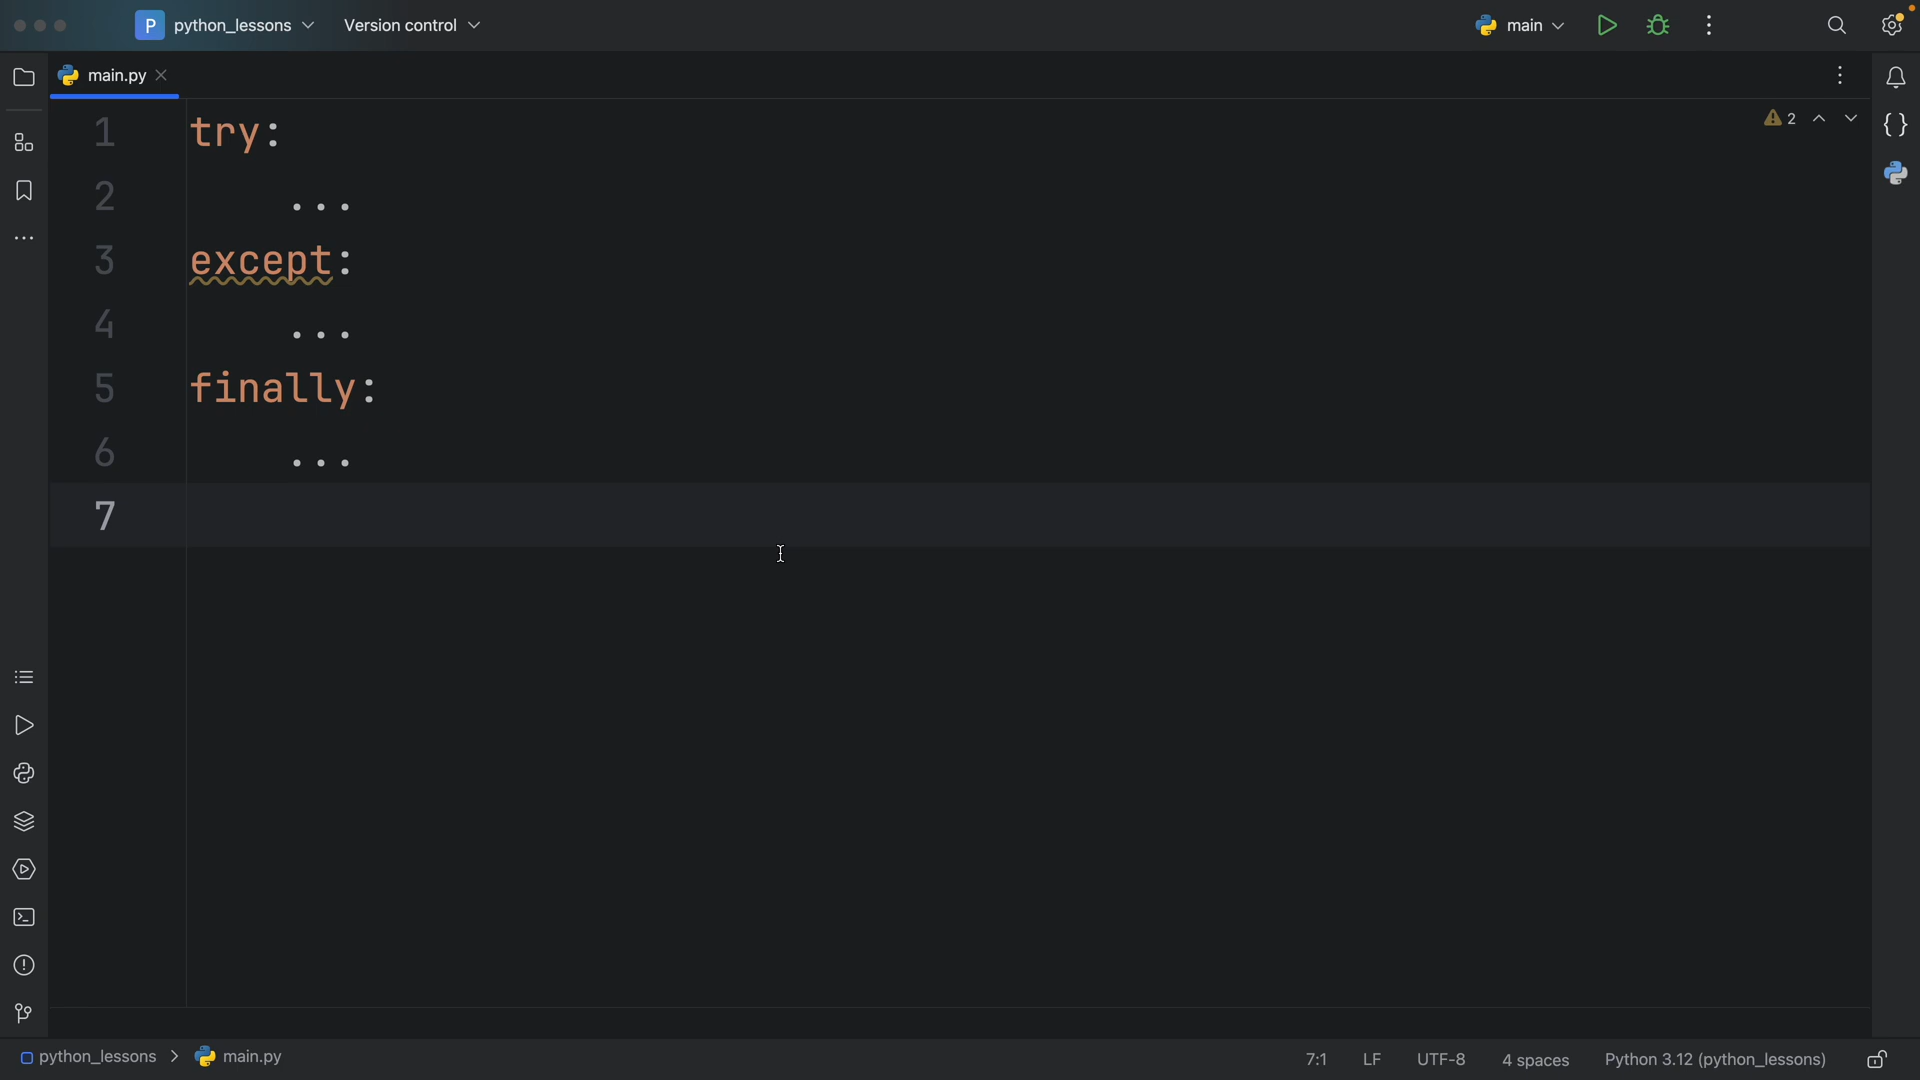 P python_lessons Version control main
main.py
2
1 try:
2 ...
3 except:
4 ...
5 finally:
6 ...
7
python_lessons > main.py 7:1 LF UTF-8 4 spaces Python 3.12 (python_lessons)